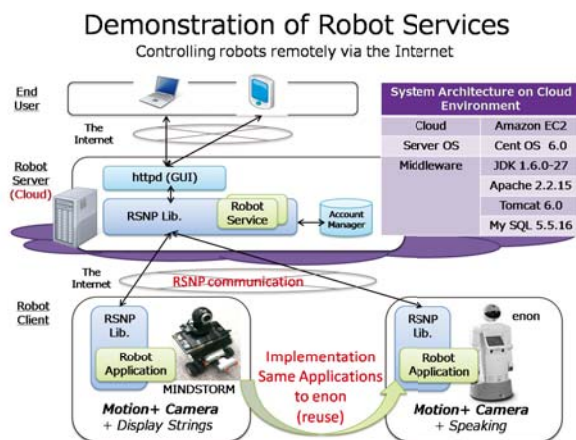 Demonstration of Robot Services
Controlling robots remotely via the Internet
End
User
The
Internet
System Architecture on Cloud
Environment
Cloud Amazon EC2
Server OS Cent OS 6.0
Middleware JDK 1.6.0-27
Apache 2.2.15
Tomcat 6.0
My SQL 5.5.16
Robot
Server
(Cloud)
httpd (GUI)
RSNP Lib.
Robot
Service
Account
Manager
The
Internet
RSNP communication
Robot
Client
RSNP
Lib.
Robot
Application
MINDSTORM
Motion+ Camera
+ Display Strings
Implementation
Same Applications
to enon
(reuse)
RSNP
Lib.
enon
Robot
Application
Motion+ Camera
+ Speaking